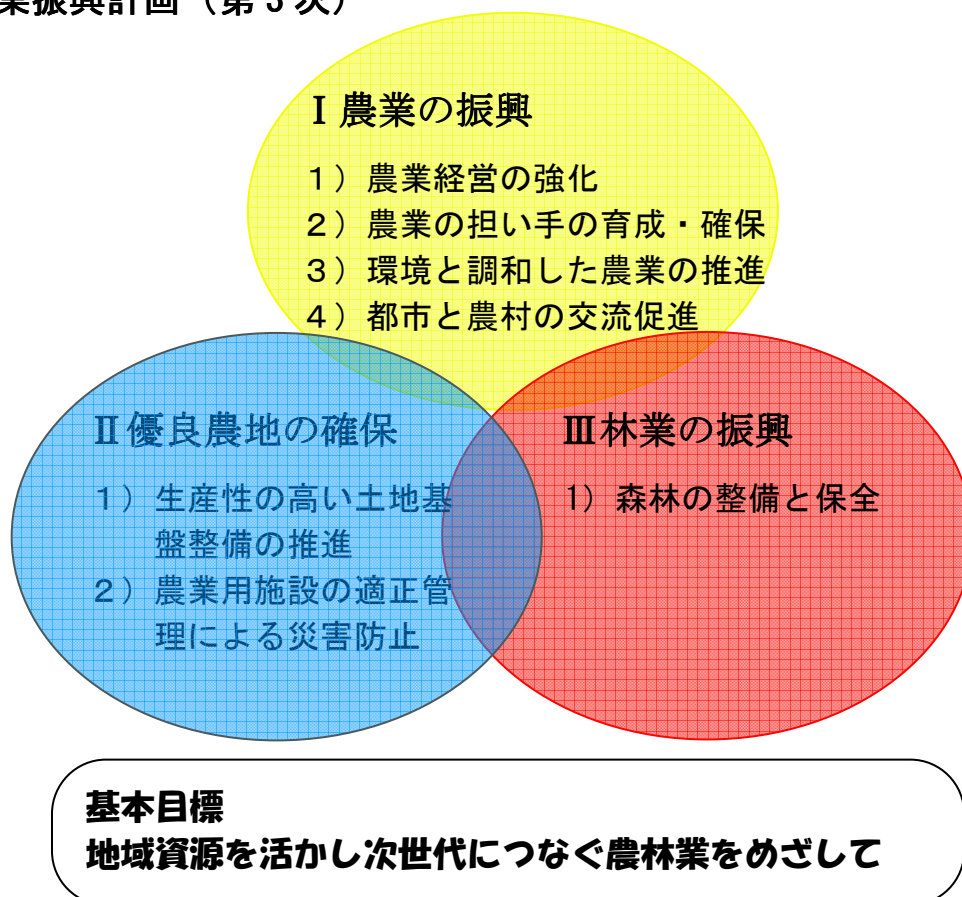 業振興計画（第３次）
Ⅰ農業の振興
１）農業経営の強化
２）農業の担い手の育成・確保
３）環境と調和した農業の推進
４）都市と農村の交流促進
Ⅱ優良農地の確保
１）生産性の高い土地基
盤整備の推進
２）農業用施設の適正管
理による災害防止
Ⅲ林業の振興
1）森林の整備と保全
基本目標
地域資源を活かし次世代につなぐ農林業をめざして